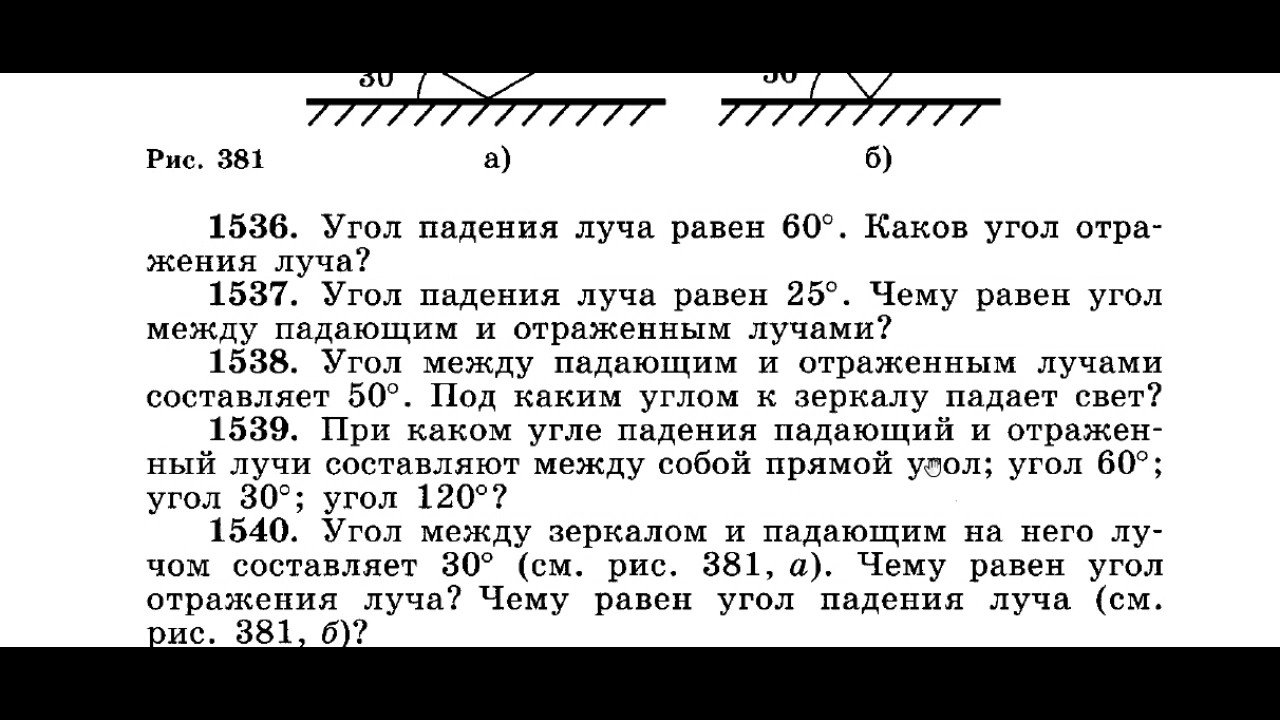 30
Рис. 381 а) б)
1536. Угол падения луча равен 60°. Каков угол отра-
жения луча?
1537. Угол падения луча равен 25°. Чему равен угол
между падающим и отраженным лучами?
1538. Угол между падающим и отраженным лучами
составляет 50°. Под каким углом к зеркалу падает свет?
1539. При каком угле падения падающий и отражен-
ный лучи составляют между собой прямой угол; угол 60°;
угол 30°; угол 120°?
1540. Угол между зеркалом и падающим на него лу-
чом составляет 30° (см. рис. 381, а). Чему равен угол
отражения луча? Чему равен угол падения луча (см.
рис. 381, б)?